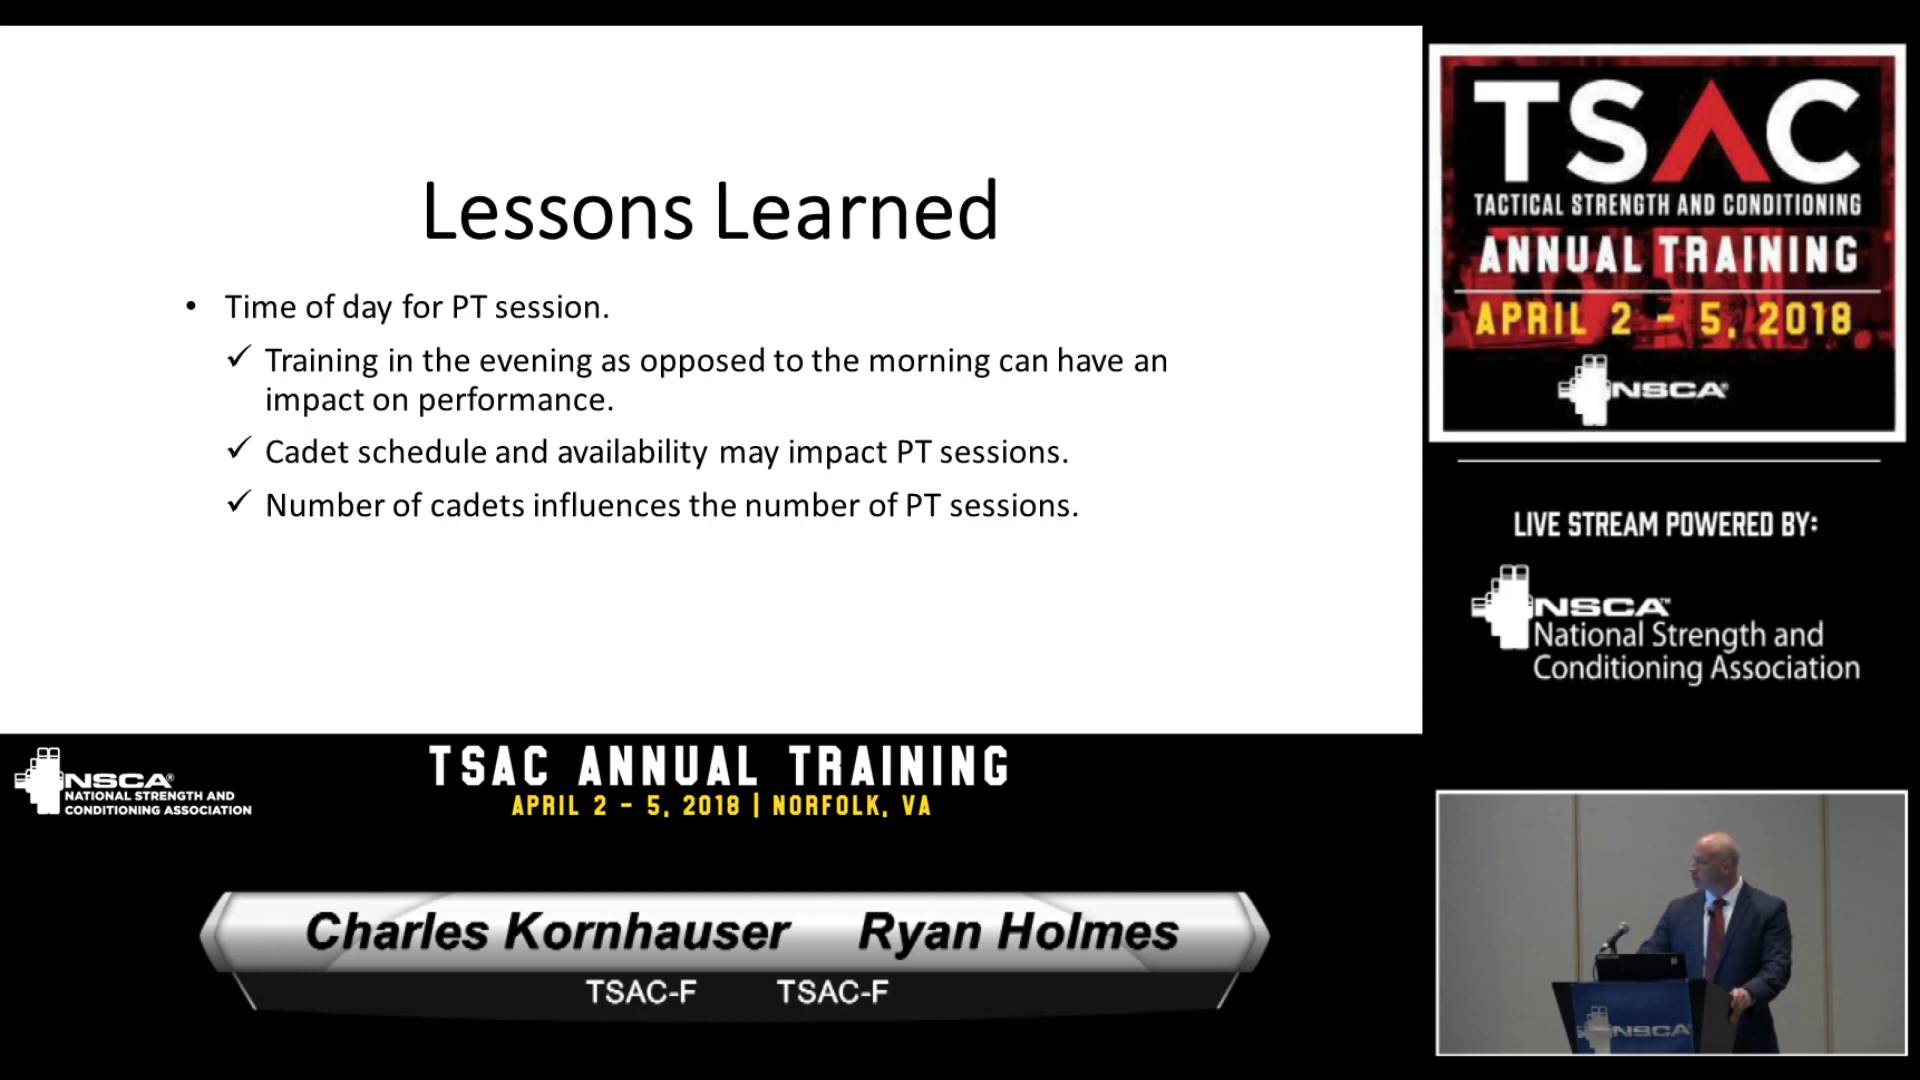 Lessons Learned
• Time of day for PT session.
✓ Training in the evening as opposed to the morning can have an
impact on performance.
✓ Cadet schedule and availability may impact PT sessions.
✓ Number of cadets influences the number of PT sessions.
TSAC
TACTICAL STRENGTH AND CONDITIONING
ANNUAL TRAINING
APRIL 2 - 5, 2018
NSCA®
LIVE STREAM POWERED BY:
NSCA™
National Strength and
Conditioning Association
NSCA®
NATIONAL STRENGTH AND
CONDITIONING ASSOCIATION
TSAC ANNUAL TRAINING
APRIL 2 - 5, 2018 | NORFOLK, VA
Charles Kornhauser Ryan Holmes
TSAC-F TSAC-F
NSCA